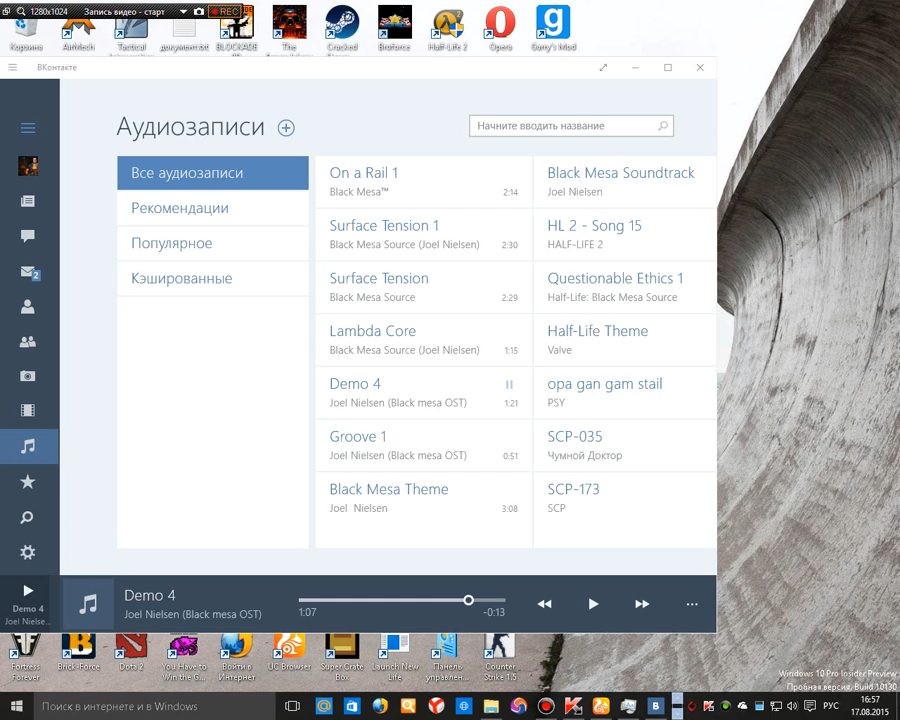 1280x1024 Запись видео - старт REC
Корзина
AirMech
Tactical
документ.txt
BLOCKADE
The
Cracked
Broforce
Half-Life 2
Opera
Garry's Mod
ВКонтакте
Аудиозаписи
Начните вводить название
Все аудиозаписи
Рекомендации
Популярное
Кэшированные
2
On a Rail 1
Black Mesa™ 2:14
Surface Tension 1
Black Mesa Source (Joel Nielsen) 2:30
Surface Tension
Black Mesa Source 2:29
Lambda Core
Black Mesa Source (Joel Nielsen) 1:15
Demo 4
Joel Nielsen (Black mesa OST) 1:21
Groove 1
Joel Nielsen (Black mesa OST) 0:51
Black Mesa Theme
Joel Nielsen 3:08
Black Mesa Soundtrack
Joel Nielsen
HL 2 - Song 15
HALF-LIFE 2
Questionable Ethics 1
Half-Life: Black Mesa Source
Half-Life Theme
Valve
opa gan gam stail
PSY
SCP-035
Чумной Доктор
SCP-173
SCP
Demo 4
Joel Nielse...
Demo 4
Joel Nielsen (Black mesa OST)
1:07 -0:13
Fortress
Forever
Brick-Force
Dota 2
You Have to
Win the G...
Войти в
Интернет
UC Browser
Super Crate
Box
Launch New
Life
Панель
управлен...
Counter
Strike 1.5
Windows 10 Pro Insider Preview
Пробная версия. Build 10130
Поиск в интернете и в Windows
РУС
16:57
17.08.2015